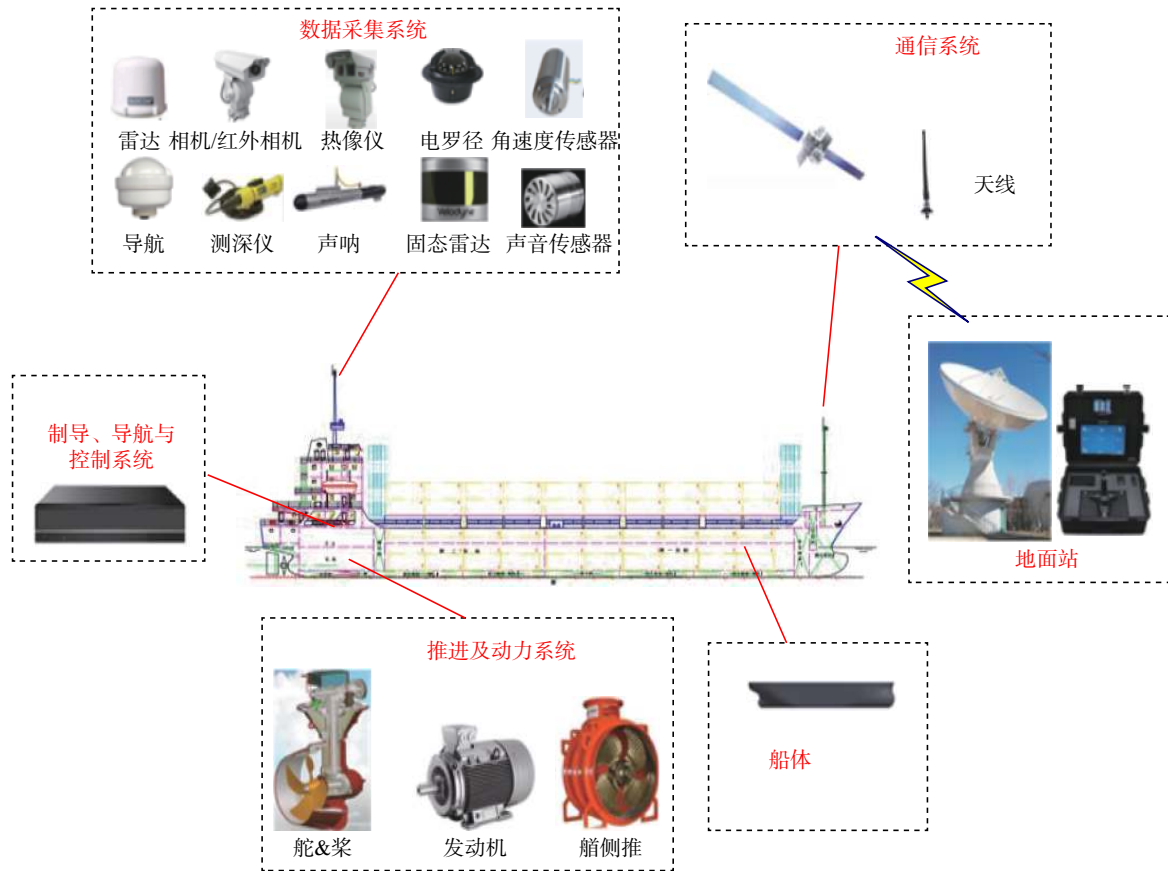 数据采集系统
雷达 相机/红外相机 热像仪 电罗径 角速度传感器
Velodyne
导航 测深仪 声呐 固态雷达 声音传感器
通信系统
天线
制导、导航与
控制系统
地面站
推进及动力系统
舵&桨 发动机 艏侧推
船体